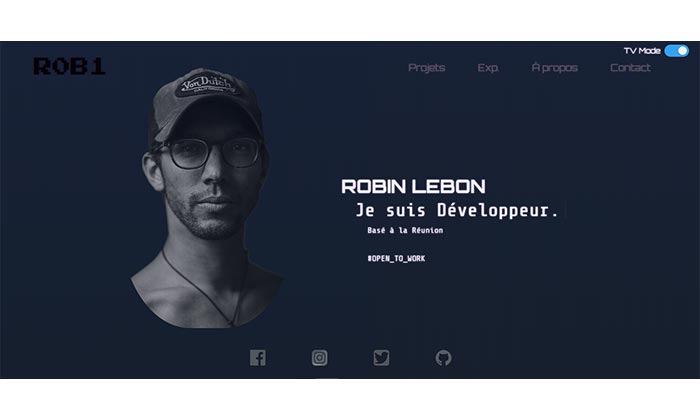 TV Mode
ROB1
Projets Exp. À propos Contact
Von Dutch
ROBIN LEBON
Je suis Développeur.
Basé à la Réunion
#OPEN_TO_WORK